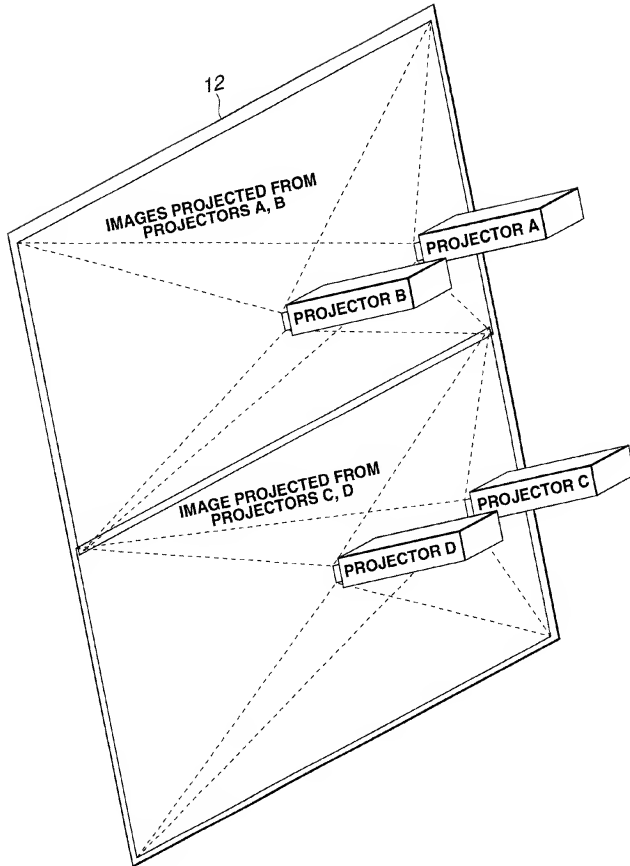 12
IMAGES PROJECTED FROM
PROJECTORS A, B
PROJECTOR A
PROJECTOR B
IMAGE PROJECTED FROM
PROJECTORS C, D
PROJECTOR C
PROJECTOR D